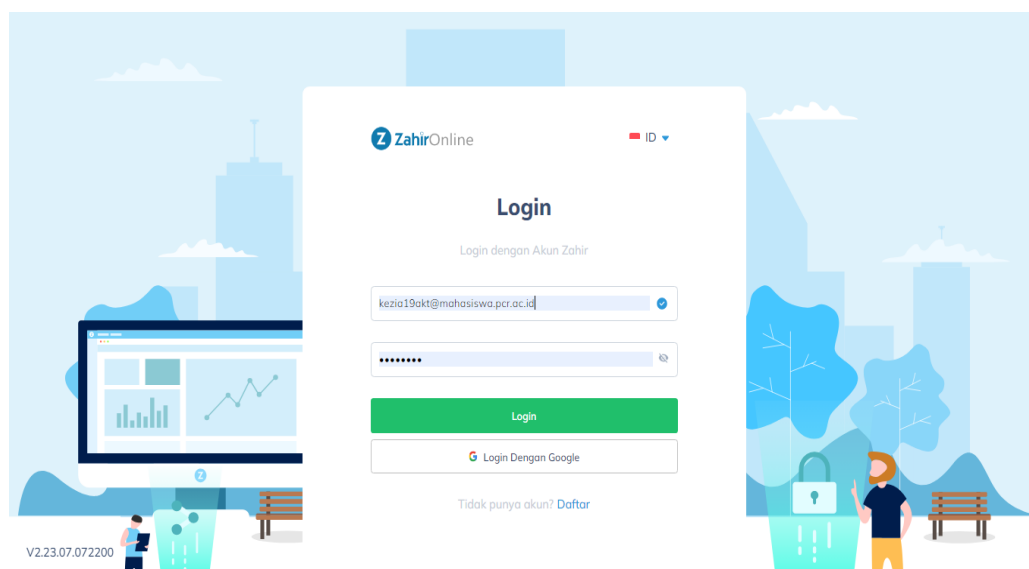 ZahirOnline
ID
Login
Login dengan Akun Zahir
kezia19akt@mahasiswa.pcr.ac.id
••••••••
Login
G Login Dengan Google
Tidak punya akun? Daftar
V2.23.07.072200